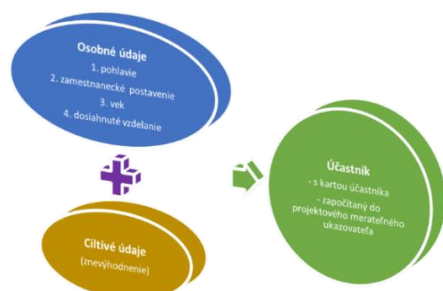 Osobné údaje
1. pohlavie
2. zamestnanecké postavenie
3. vek
4. dosiahnuté vzdelanie
Účastník
- s kartou účastníka
- započítaný do
projektového merateľného
ukazovateľa
Ciltivé údaje
(znevýhodnenie)